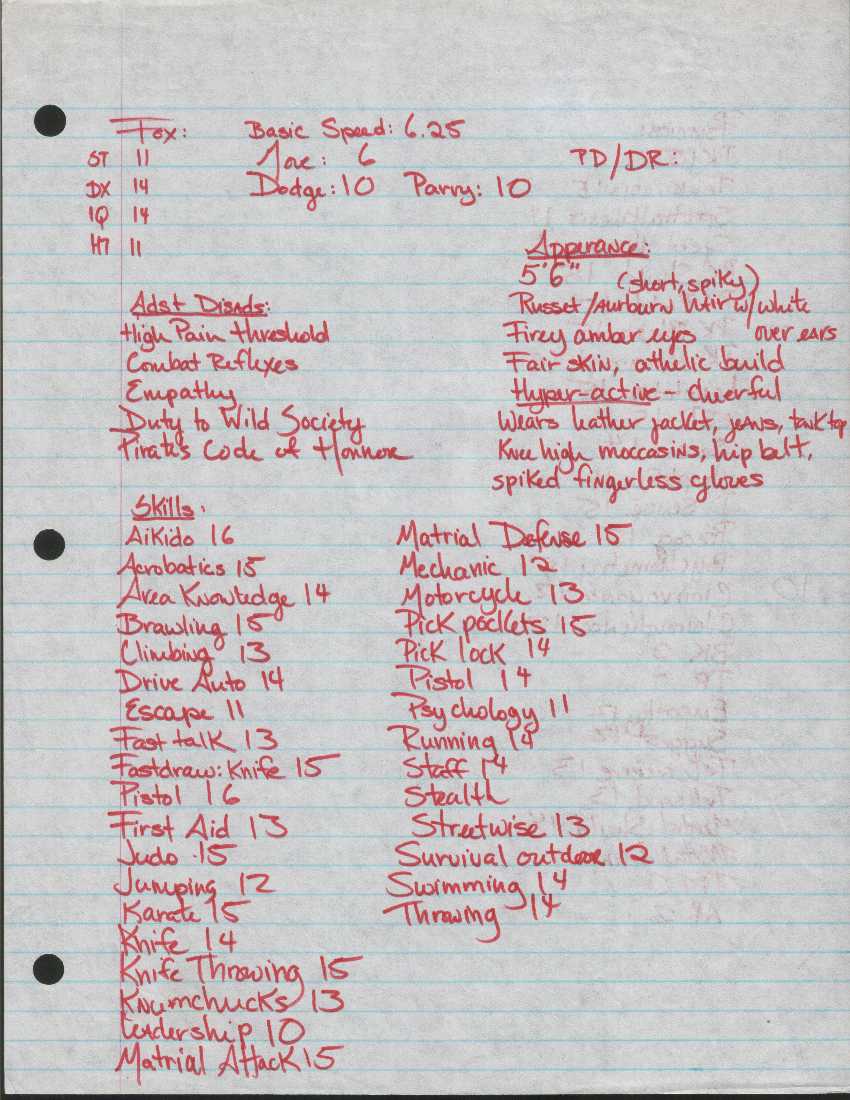 Fox: Basic Speed: 6.25
ST 11 Move: 6 PD/DR:
DX 14 Dodge: 10 Parry: 10
IQ 14
HT 11
Apperance:
5'6" (short, spiky)
Russet/Aurburn hair w/ white
over ears
Firey amber eyes
Fair skin, athelic build
Hyper-active - cheerful
Wears leather jacket, jeans, tank top
Knee high moccasins, hip belt,
spiked fingerless gloves
Ads + Disads:
High Pain threshold
Combat Reflexes
Empathy
Duty to Wild Society
Pirate's Code of Honnore
Skills:
Aikido 16
Acrobatics 15
Area Knowledge 14
Brawling 15
Climbing 13
Drive Auto 14
Escape 11
Fast talk 13
Fastdraw: Knife 15
Pistol 16
First Aid 13
Judo 15
Jumping 12
Karate 15
Knife 14
Knife Throwing 15
Knumchucks 13
Leadership 10
Matrial Attack 15
Matrial Defense 15
Mechanic 12
Motorcycle 13
Pick pockets 15
Pick lock 14
Pistol 14
Psychology 11
Running 14
Staff 14
Stealth
Streetwise 13
Survival outdoor 12
Swimming 14
Throwing 14